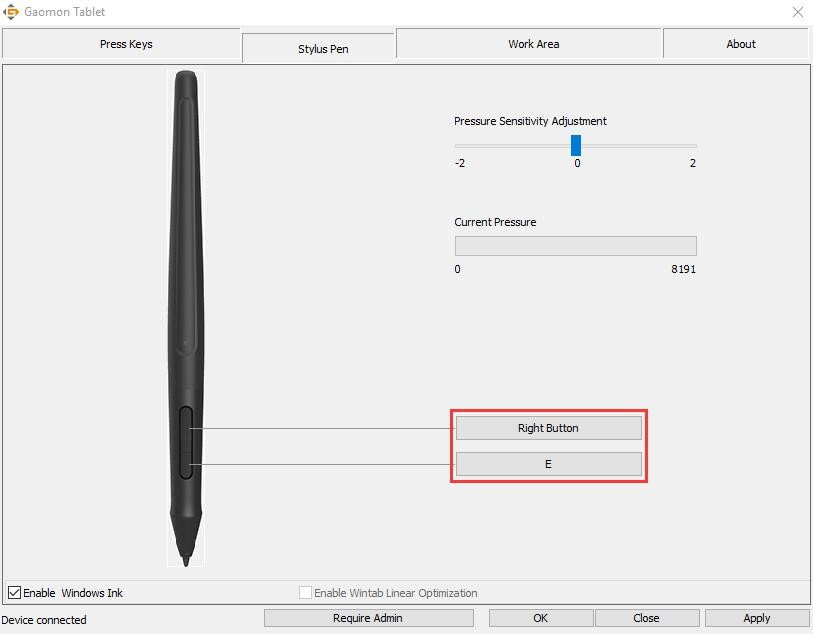 Gaomon Tablet
Press Keys
Stylus Pen
Work Area
About
Pressure Sensitivity Adjustment
-2 0 2
Current Pressure
0 8191
Right Button
E
Enable Windows Ink
Enable Wintab Linear Optimization
Device connected
Require Admin
OK
Close
Apply